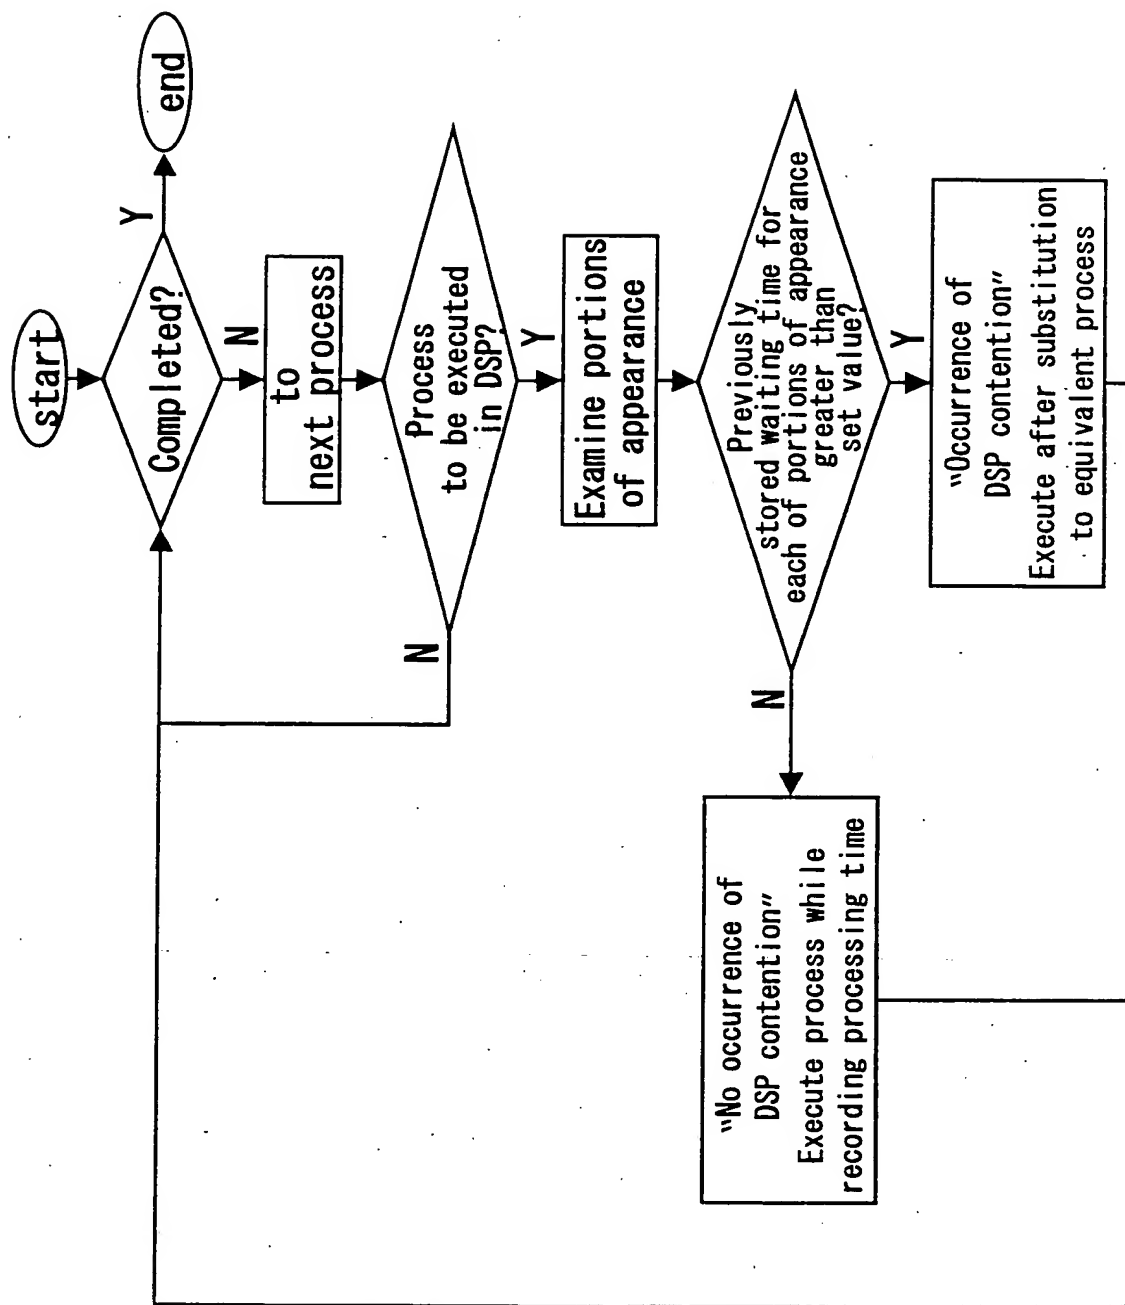 start
Completed?
Y
end
N
to
next process
Process
to be executed
in DSP?
N
Y
Examine portions
of appearance
Previously
stored waiting time for
each of portions of appearance
greater than
set value?
N
Y
"No occurrence of
DSP contention"
Execute process while
recording processing time
"Occurrence of
DSP contention"
Execute after substitution
to equivalent process